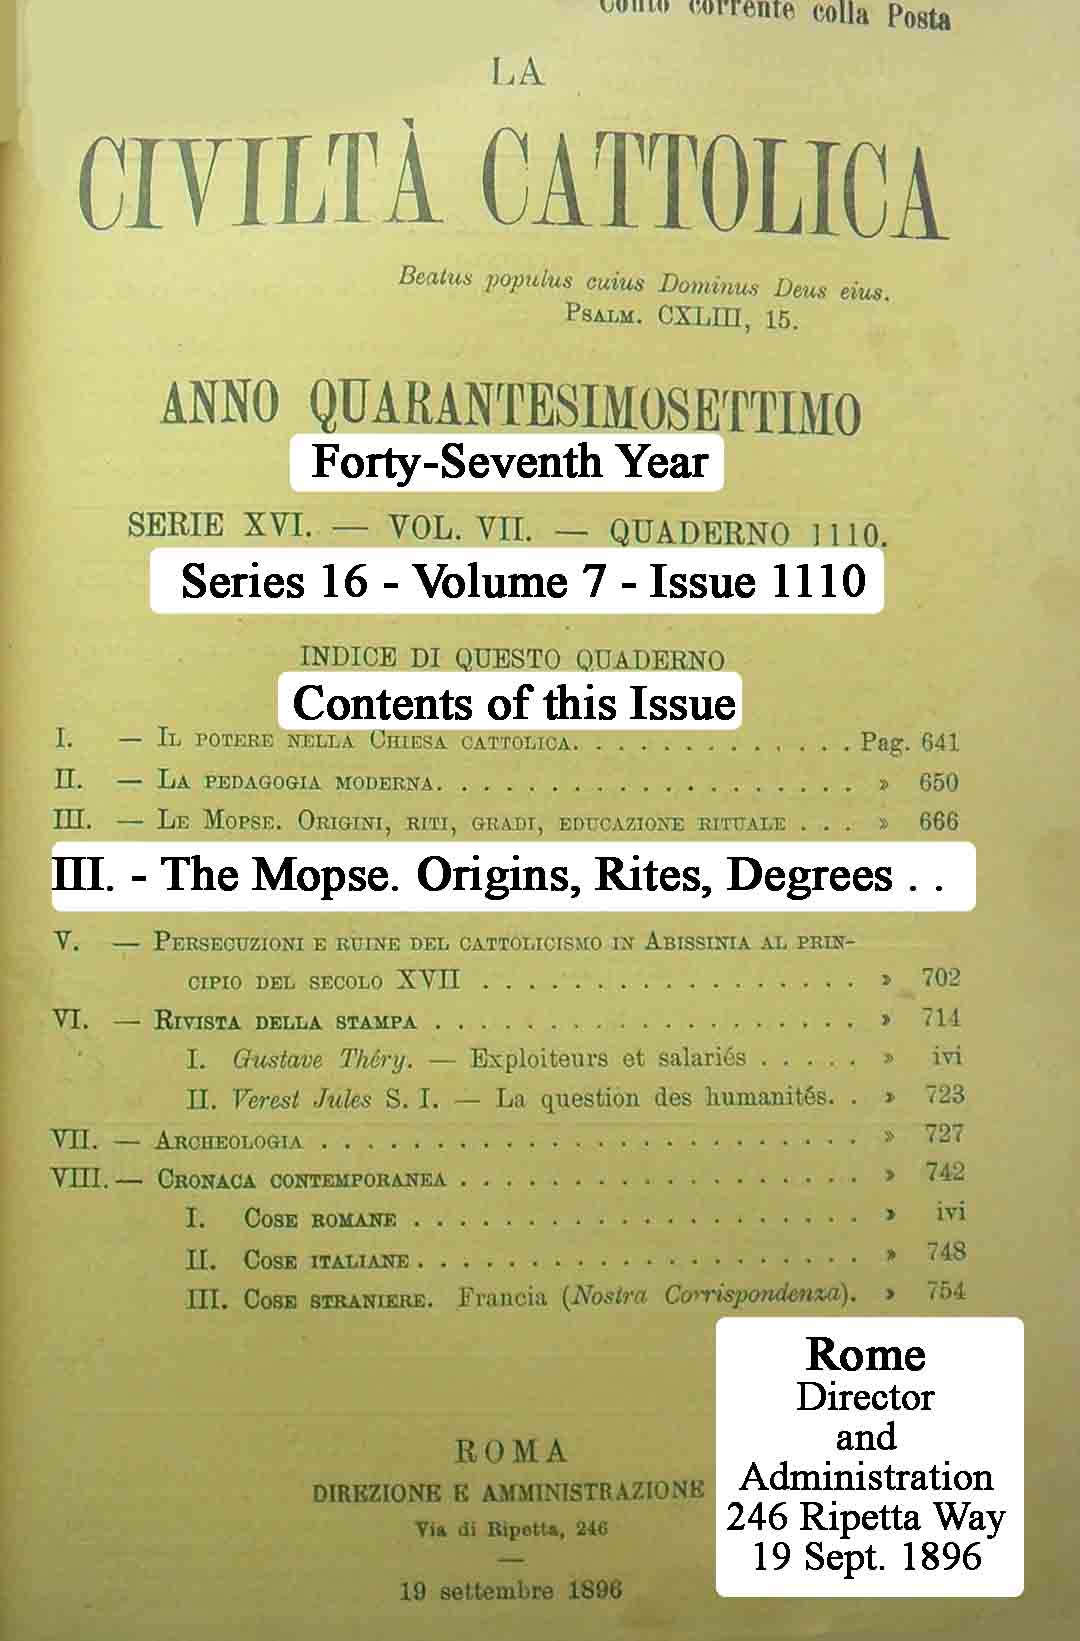 Conto corrente colla Posta
LA
CIVILTÀ CATTOLICA
Beatus populus cuius Dominus Deus eius.
PSALM. CXLIII, 15.
ANNO QUARANTESIMOSETTIMO
Forty-Seventh Year
SERIE XVI. — VOL. VII. — QUADERNO 1110.
Series 16 - Volume 7 - Issue 1110
INDICE DI QUESTO QUADERNO
Contents of this Issue
I. — IL POTERE NELLA CHIESA CATTOLICA. . . . . . . . . . . . . Pag. 641
II. — LA PEDAGOGIA MODERNA. . . . . . . . . . . . . . . . . . » 650
III. — LE MOPSE. ORIGINI, RITI, GRADI, EDUCAZIONE RITUALE . . . » 666
III. - The Mopse. Origins, Rites, Degrees . .
V. — PERSECUZIONI E RUINE DEL CATTOLICISMO IN ABISSINIA AL PRIN-
CIPIO DEL SECOLO XVII . . . . . . . . . . . . . . . . » 702
VI. — RIVISTA DELLA STAMPA . . . . . . . . . . . . . . . . . . » 714
I. Gustave Théry. — Exploiteurs et salariés . . . . . » ivi
II. Verest Jules S. I. — La question des humanités. . » 723
VII. — ARCHEOLOGIA . . . . . . . . . . . . . . . . . . . . . . . » 727
VIII. — CRONACA CONTEMPORANEA . . . . . . . . . . . . . . . . . » 742
I. COSE ROMANE . . . . . . . . . . . . . . . . . . . » ivi
II. COSE ITALIANE . . . . . . . . . . . . . . . . . . » 748
III. COSE STRANIERE. Francia (Nostra Corrispondenza). » 754
ROMA
DIREZIONE E AMMINISTRAZIONE
Via di Ripetta, 246
—
19 settembre 1896
Rome
Director
and
Administration
246 Ripetta Way
19 Sept. 1896